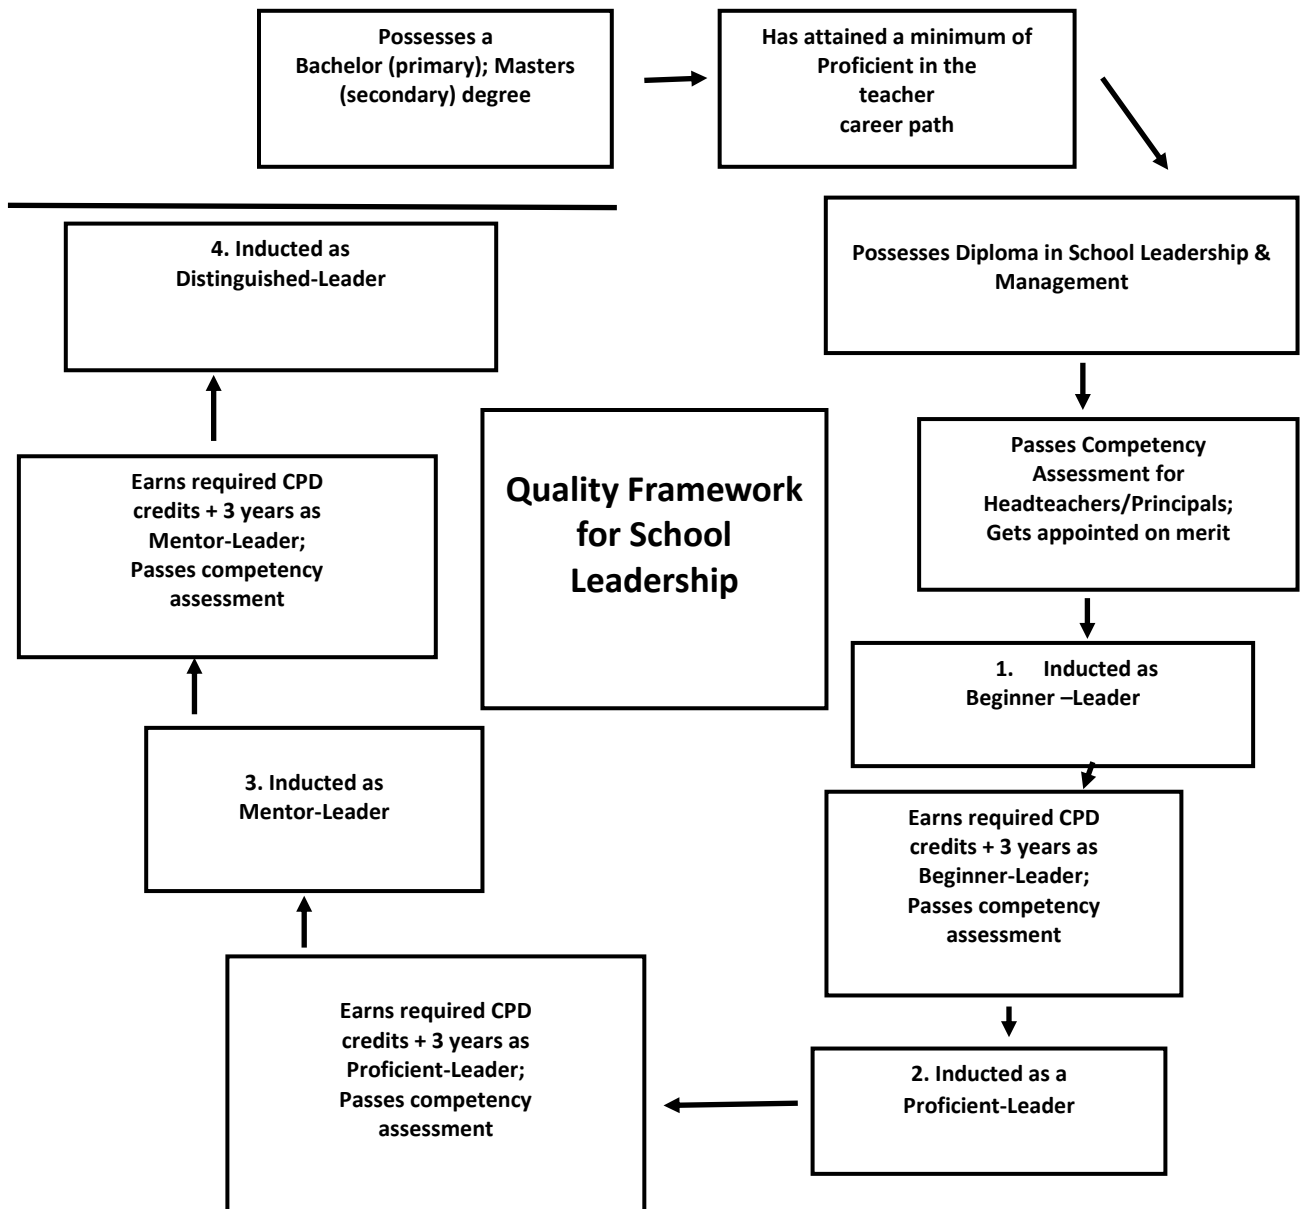 Possesses a
Bachelor (primary); Masters
(secondary) degree
Has attained a minimum of
Proficient in the
teacher
career path
Possesses Diploma in School Leadership &
Management
Passes Competency
Assessment for
Headteachers/Principals;
Gets appointed on merit
1. Inducted as
Beginner –Leader
Earns required CPD
credits + 3 years as
Beginner-Leader;
Passes competency
assessment
2. Inducted as a
Proficient-Leader
Earns required CPD
credits + 3 years as
Proficient-Leader;
Passes competency
assessment
3. Inducted as
Mentor-Leader
Earns required CPD
credits + 3 years as
Mentor-Leader;
Passes competency
assessment
4. Inducted as
Distinguished-Leader
Quality Framework
for School
Leadership